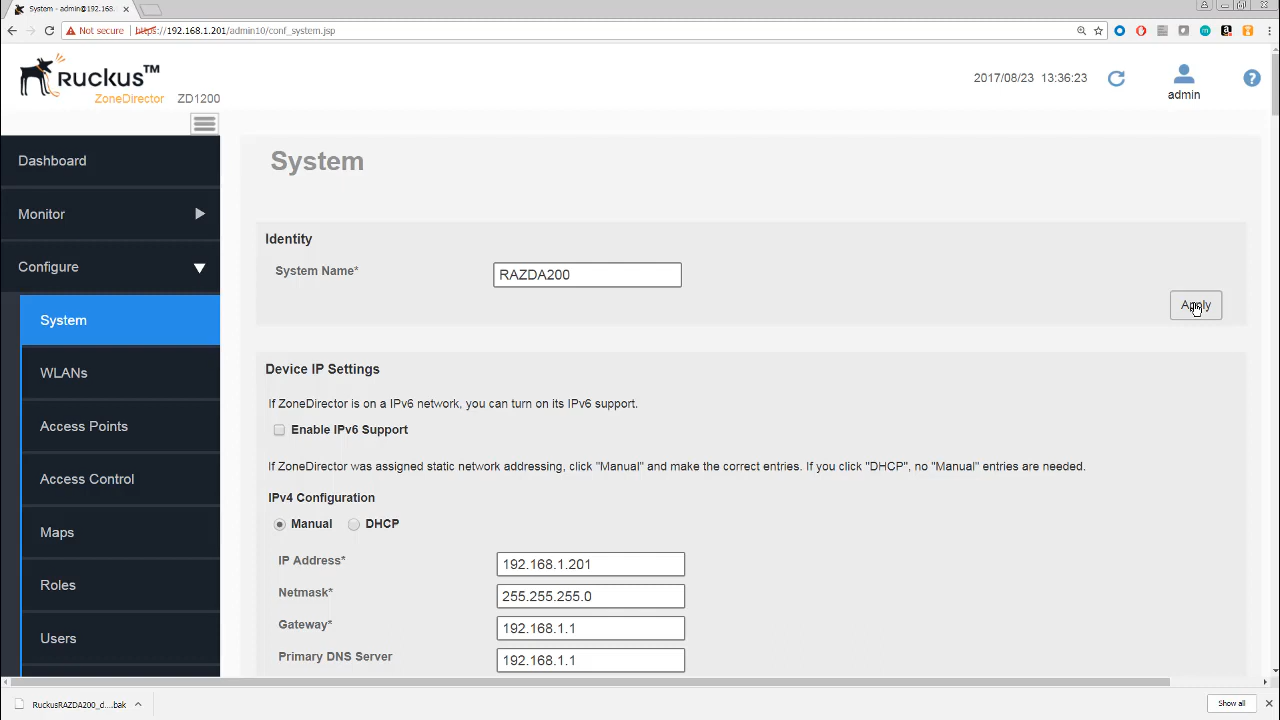 System - admin@192.168.
Not secure https://192.168.1.201/admin10/conf_system.jsp
Ruckus™
ZoneDirector ZD1200
2017/08/23 13:36:23
admin
Dashboard
Monitor
Configure
System
WLANs
Access Points
Access Control
Maps
Roles
Users
System
Identity
System Name*
RAZDA200
Apply
Device IP Settings
If ZoneDirector is on a IPv6 network, you can turn on its IPv6 support.
Enable IPv6 Support
If ZoneDirector was assigned static network addressing, click "Manual" and make the correct entries. If you click "DHCP", no "Manual" entries are needed.
IPv4 Configuration
Manual DHCP
IP Address* 192.168.1.201
Netmask* 255.255.255.0
Gateway* 192.168.1.1
Primary DNS Server 192.168.1.1
RuckusRAZDA200_d....bak
Show all